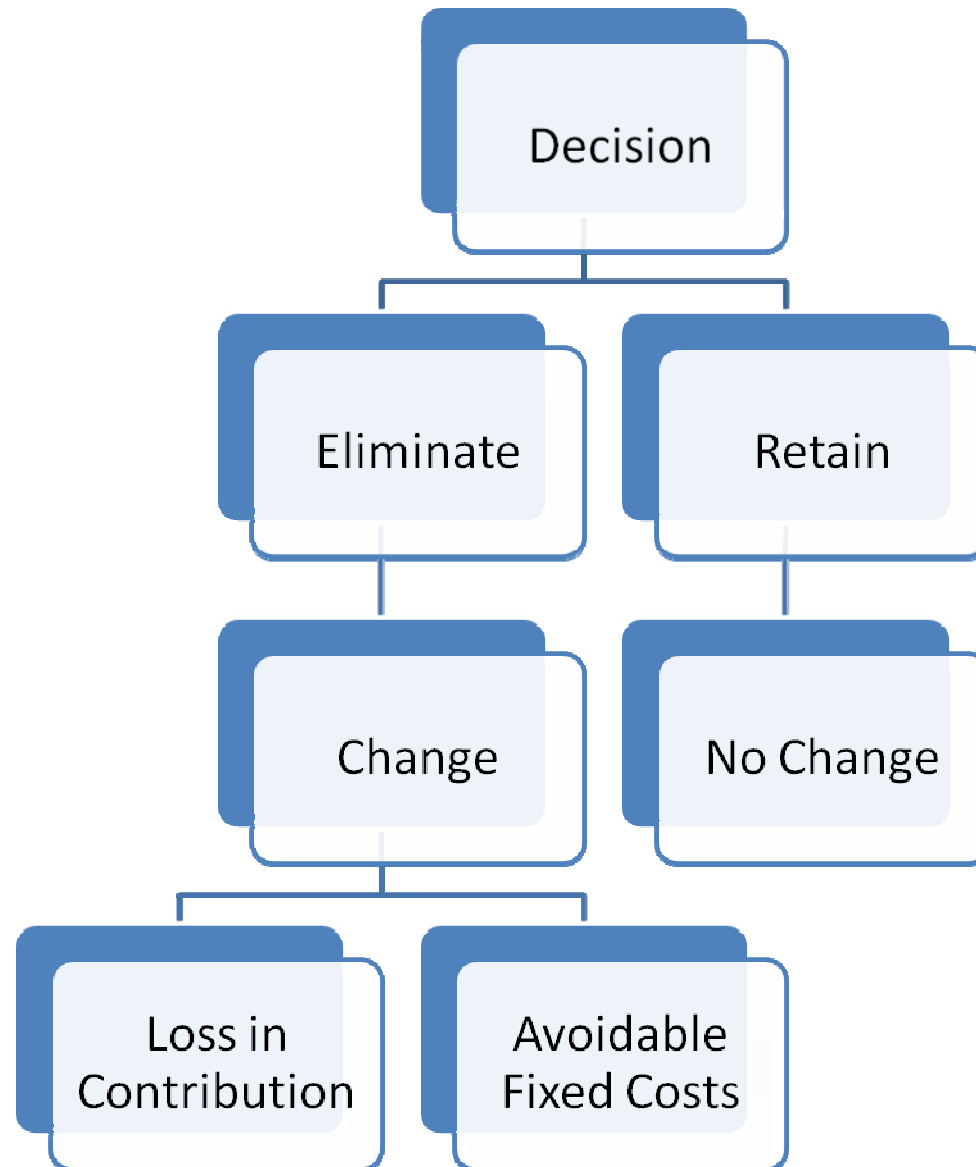 Decision
Eliminate
Retain
Change
No Change
Loss in
Contribution
Avoidable
Fixed Costs